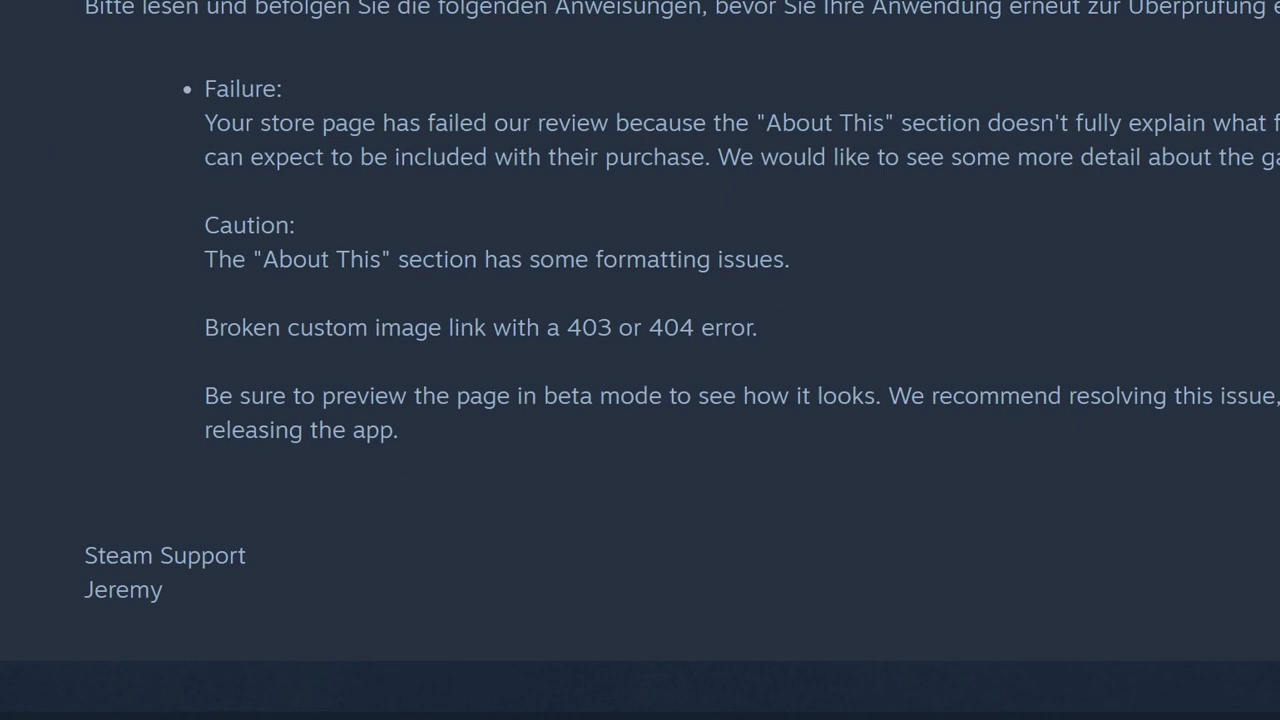 Bitte lesen und befolgen Sie die folgenden Anweisungen, bevor Sie Ihre Anwendung erneut zur Überprüfung
• Failure:
Your store page has failed our review because the "About This" section doesn't fully explain what
can expect to be included with their purchase. We would like to see some more detail about the
Caution:
The "About This" section has some formatting issues.
Broken custom image link with a 403 or 404 error.
Be sure to preview the page in beta mode to see how it looks. We recommend resolving this issue,
releasing the app.
Steam Support
Jeremy